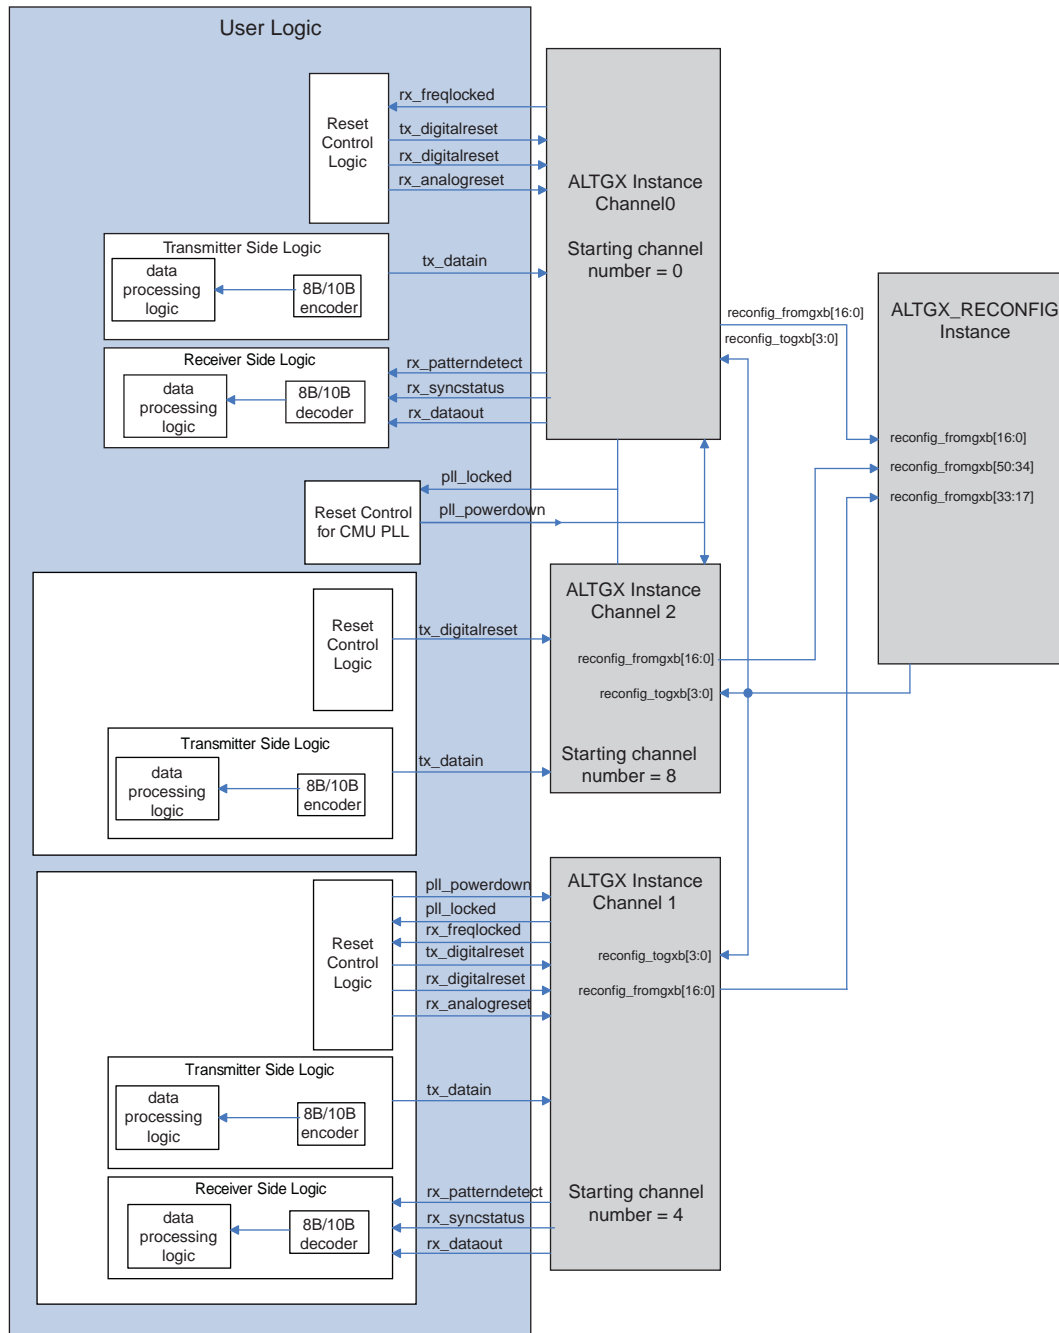 User Logic
Reset
Control
Logic
rx_freqlocked
tx_digitalreset
rx_digitalreset
rx_analogreset
ALTGX Instance
Channel0
Starting channel
number = 0
Transmitter Side Logic
data
processing
logic
8B/10B
encoder
tx_datain
Receiver Side Logic
data
processing
logic
8B/10B
decoder
rx_patterndetect
rx_syncstatus
rx_dataout
reconfig_fromgxb[16:0]
reconfig_togxb[3:0]
ALTGX_RECONFIG
Instance
reconfig_fromgxb[16:0]
reconfig_fromgxb[50:34]
reconfig_fromgxb[33:17]
Reset Control
for CMU PLL
pll_locked
pll_powerdown
Reset
Control
Logic
tx_digitalreset
ALTGX Instance
Channel 2
reconfig_fromgxb[16:0]
reconfig_togxb[3:0]
Starting channel
number = 8
Transmitter Side Logic
data
processing
logic
8B/10B
encoder
tx_datain
Reset
Control
Logic
pll_powerdown
pll_locked
rx_freqlocked
tx_digitalreset
rx_digitalreset
rx_analogreset
ALTGX Instance
Channel 1
reconfig_togxb[3:0]
reconfig_fromgxb[16:0]
Transmitter Side Logic
data
processing
logic
8B/10B
encoder
tx_datain
Receiver Side Logic
data
processing
logic
8B/10B
decoder
rx_patterndetect
rx_syncstatus
rx_dataout
Starting channel
number = 4